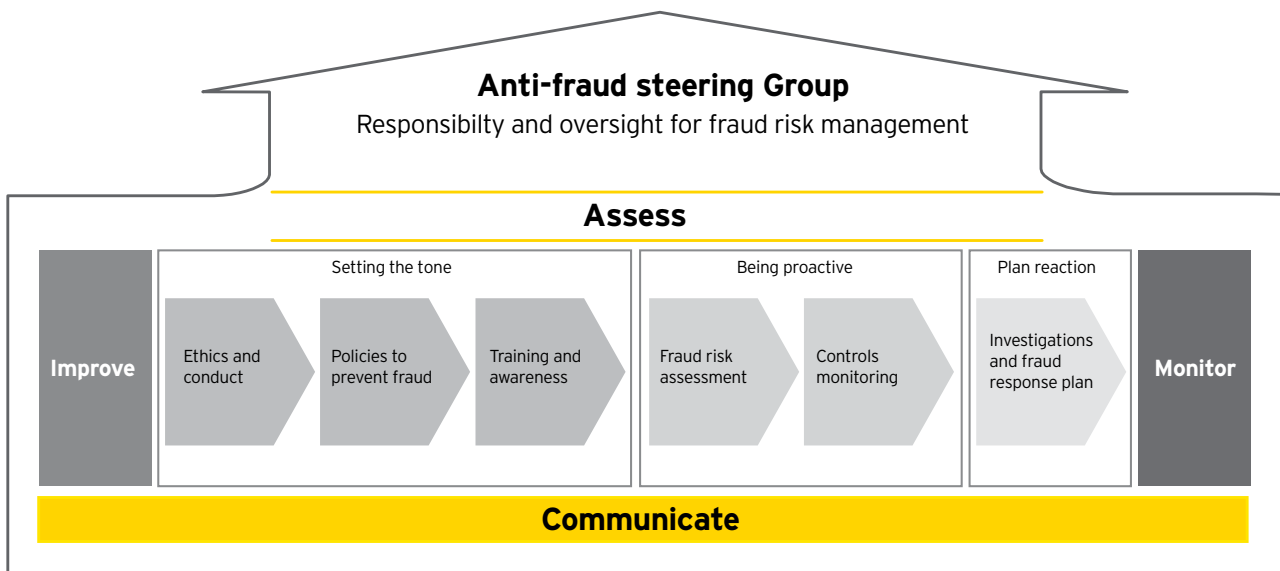 Anti-fraud steering Group
Responsibilty and oversight for fraud risk management
Assess
Improve
Setting the tone
Ethics and
conduct
Policies to
prevent fraud
Training and
awareness
Being proactive
Fraud risk
assessment
Controls
monitoring
Plan reaction
Investigations
and fraud
response plan
Monitor
Communicate